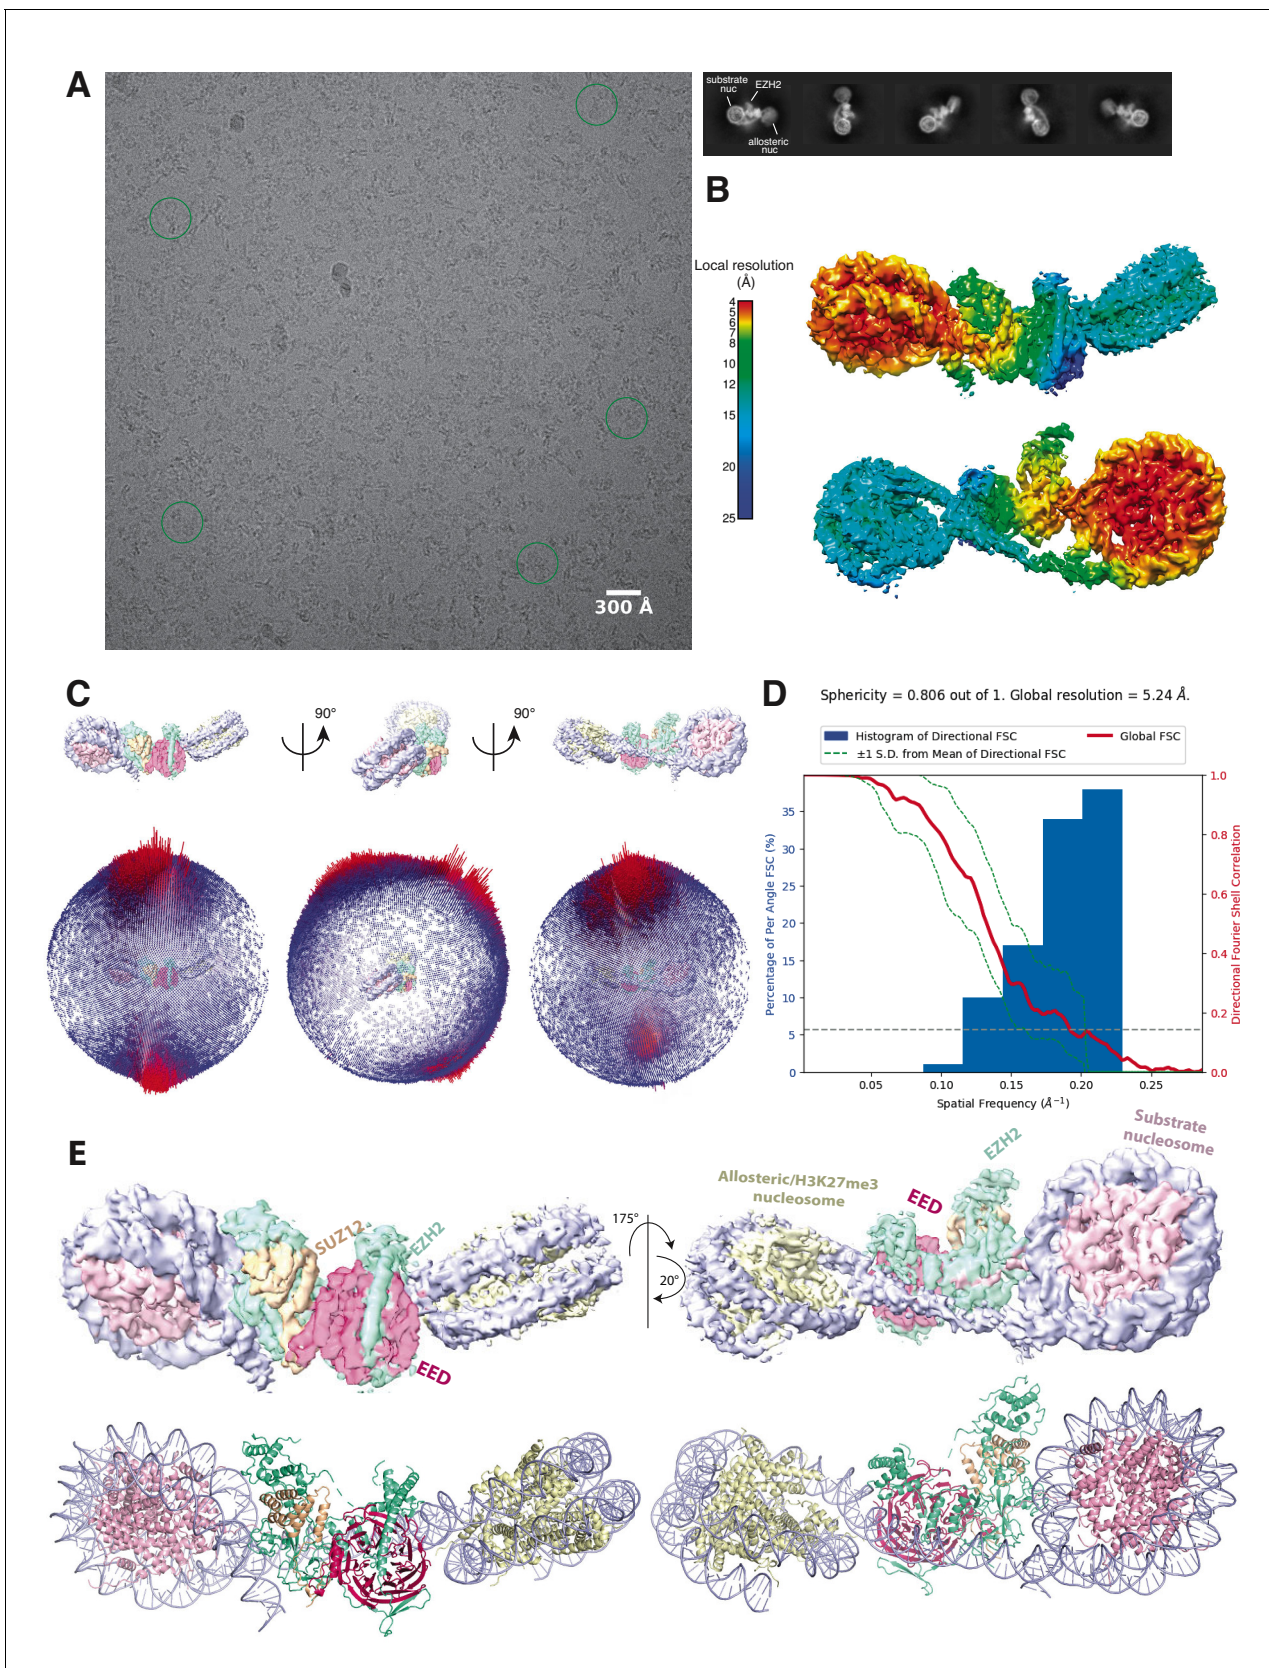 A
substrate
nuc
EZH2
allosteric
nuc
300 Å
B
Local resolution
(Å)
4
5
6
7
8
10
12
15
20
25
C
90°
90°
D
Sphericity = 0.806 out of 1. Global resolution = 5.24 Å.
Histogram of Directional FSC
Global FSC
±1 S.D. from Mean of Directional FSC
Percentage of Per Angle FSC (%)
35
30
25
20
15
10
5
0
0.05
0.10
0.15
0.20
0.25
Spatial Frequency (Å⁻¹)
1.0
0.8
0.6
0.4
0.2
0.0
Directional Fourier Shell Correlation
E
SUZ12
EZH2
EED
175°
20°
Allosteric/H3K27me3
nucleosome
EED
EZH2
Substrate
nucleosome